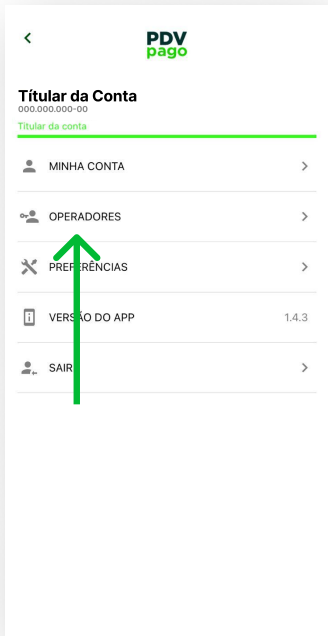 PDV
pago
Títular da Conta
000.000.000-00
Titular da conta
MINHA CONTA
OPERADORES
PREFERÊNCIAS
VERSÃO DO APP 1.4.3
SAIR